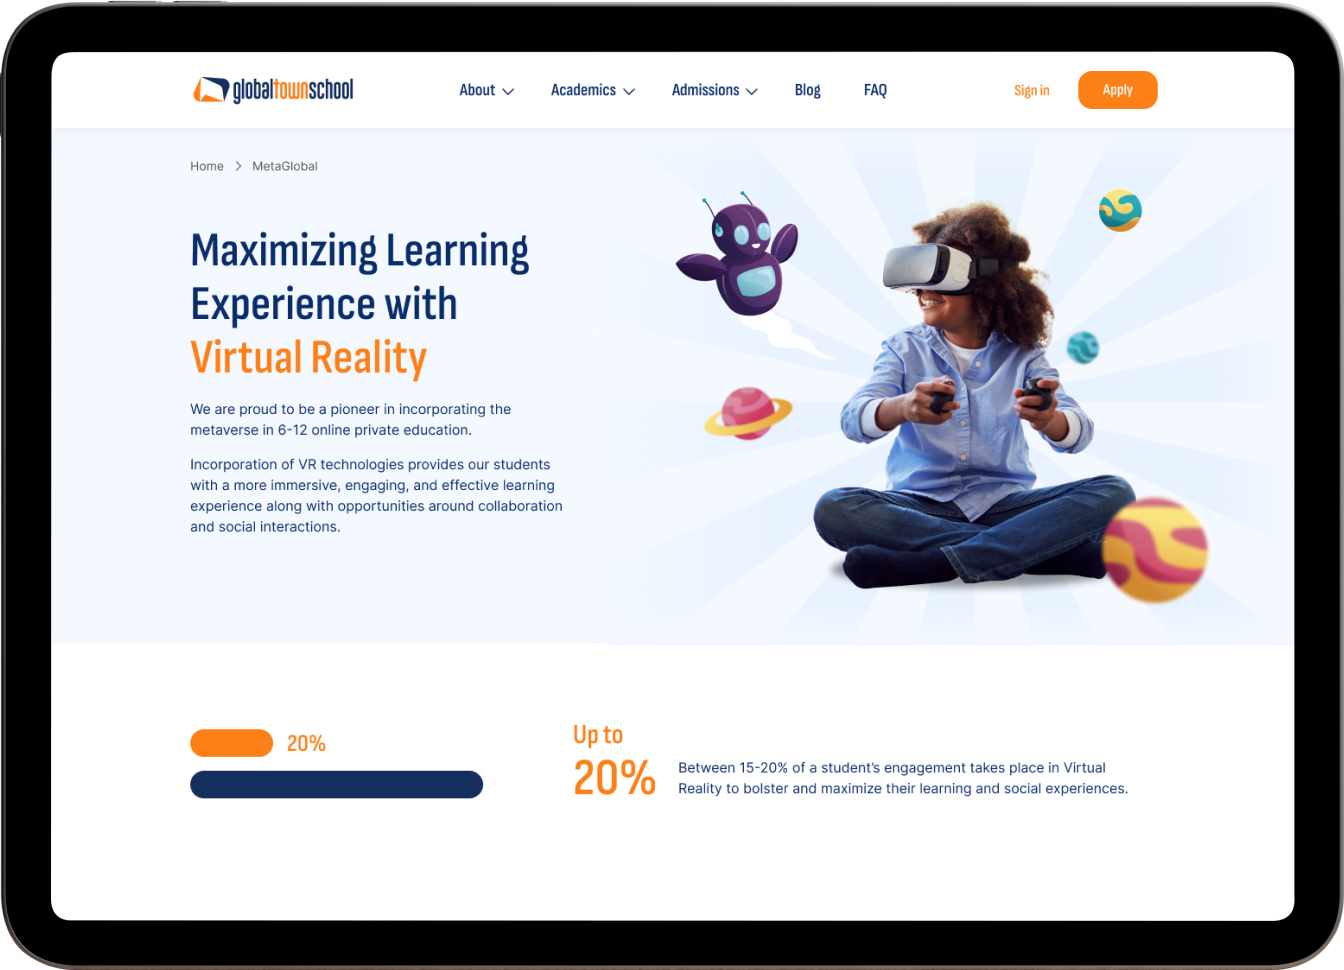 globaltownschool
About
Academics
Admissions
Blog
FAQ
Sign in
Apply
Home > MetaGlobal
Maximizing Learning
Experience with
Virtual Reality
We are proud to be a pioneer in incorporating the
metaverse in 6-12 online private education.
Incorporation of VR technologies provides our students
with a more immersive, engaging, and effective learning
experience along with opportunities around collaboration
and social interactions.
20%
Up to
20%
Between 15-20% of a student's engagement takes place in Virtual
Reality to bolster and maximize their learning and social experiences.